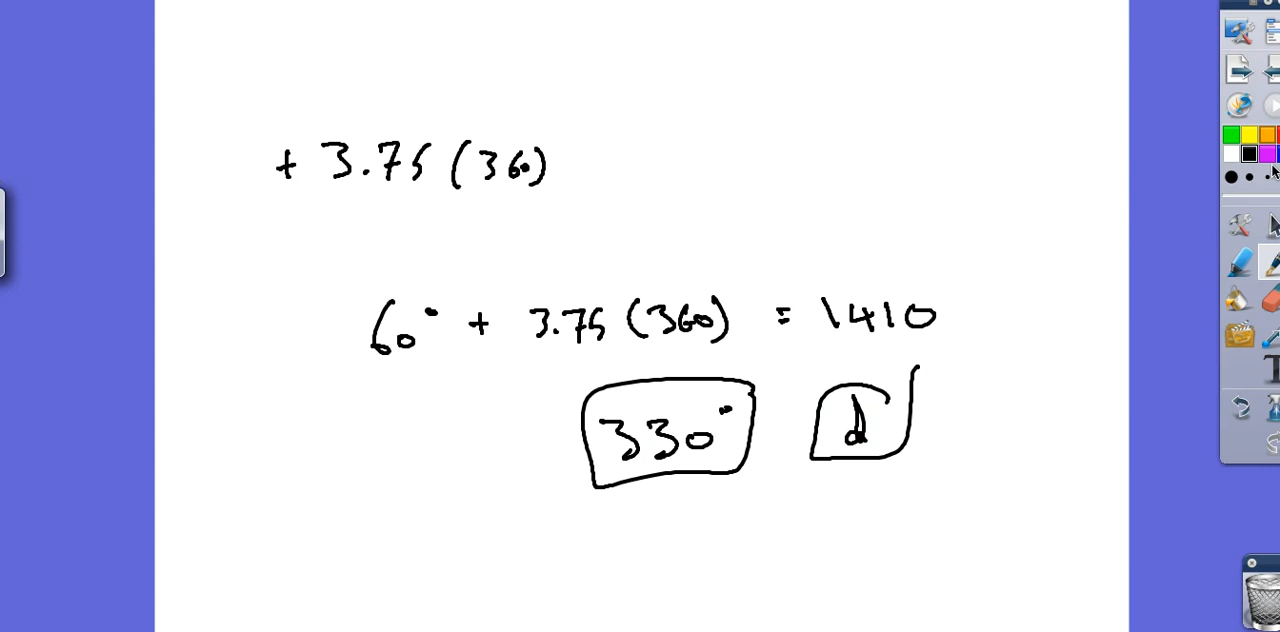 + 3.75 (360)
60° + 3.75 (360) = 1410
330° d
T